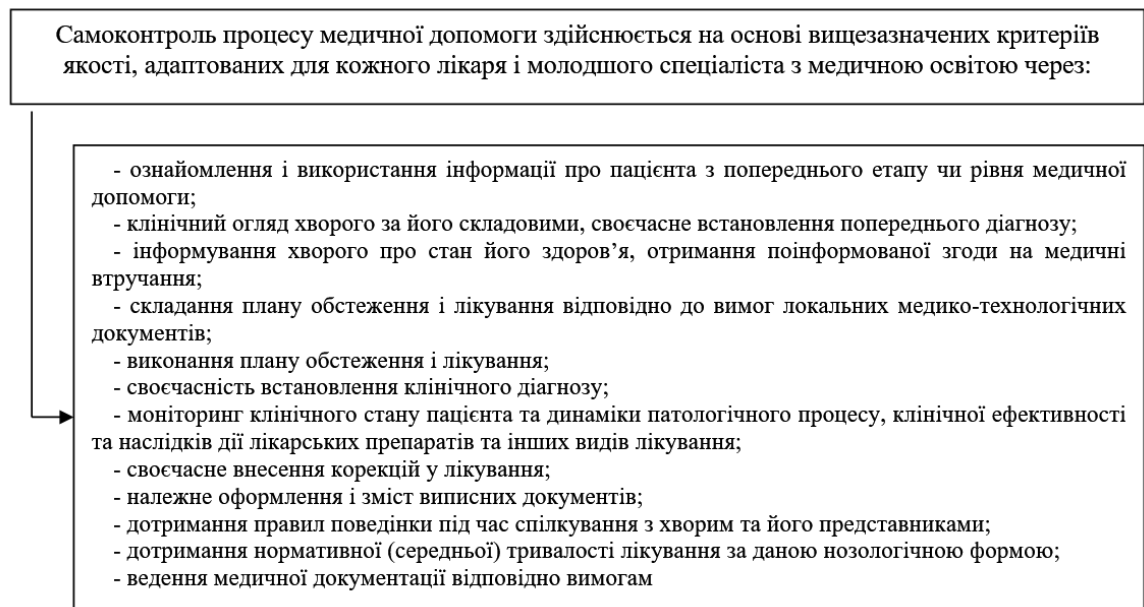 Самоконтроль процесу медичної допомоги здійснюється на основі вищезазначених критеріїв
якості, адаптованих для кожного лікаря і молодшого спеціаліста з медичною освітою через:
- ознайомлення і використання інформації про пацієнта з попереднього етапу чи рівня медичної
допомоги;
- клінічний огляд хворого за його складовими, своєчасне встановлення попереднього діагнозу;
- інформування хворого про стан його здоров’я, отримання поінформованої згоди на медичні
втручання;
- складання плану обстеження і лікування відповідно до вимог локальних медико-технологічних
документів;
- виконання плану обстеження і лікування;
- своєчасність встановлення клінічного діагнозу;
- моніторинг клінічного стану пацієнта та динаміки патологічного процесу, клінічної ефективності
та наслідків дії лікарських препаратів та інших видів лікування;
- своєчасне внесення корекцій у лікування;
- належне оформлення і зміст виписних документів;
- дотримання правил поведінки під час спілкування з хворим та його представниками;
- дотримання нормативної (середньої) тривалості лікування за даною нозологічною формою;
- ведення медичної документації відповідно вимогам